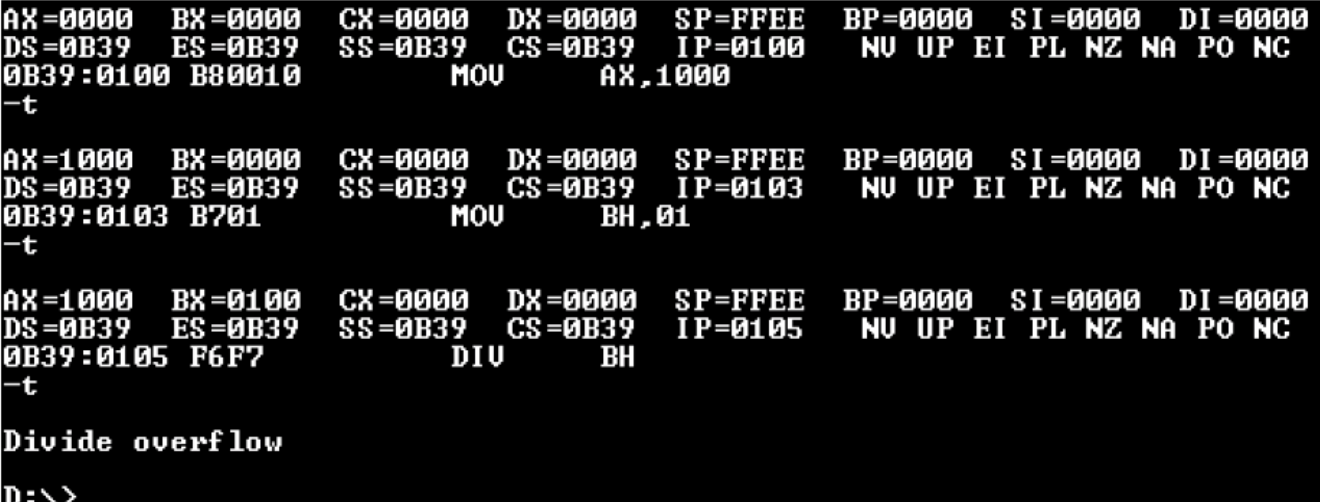 AX=0000  BX=0000  CX=0000  DX=0000  SP=FFEE  BP=0000  SI=0000  DI=0000
DS=0B39  ES=0B39  SS=0B39  CS=0B39  IP=0100   NV UP EI PL NZ NA PO NC
0B39:0100 B80010        MOV     AX,1000
-t
AX=1000  BX=0000  CX=0000  DX=0000  SP=FFEE  BP=0000  SI=0000  DI=0000
DS=0B39  ES=0B39  SS=0B39  CS=0B39  IP=0103   NV UP EI PL NZ NA PO NC
0B39:0103 B701          MOV     BH,01
-t
AX=1000  BX=0100  CX=0000  DX=0000  SP=FFEE  BP=0000  SI=0000  DI=0000
DS=0B39  ES=0B39  SS=0B39  CS=0B39  IP=0105   NV UP EI PL NZ NA PO NC
0B39:0105 F6F7          DIV     BH
-t
Divide overflow
D:\>